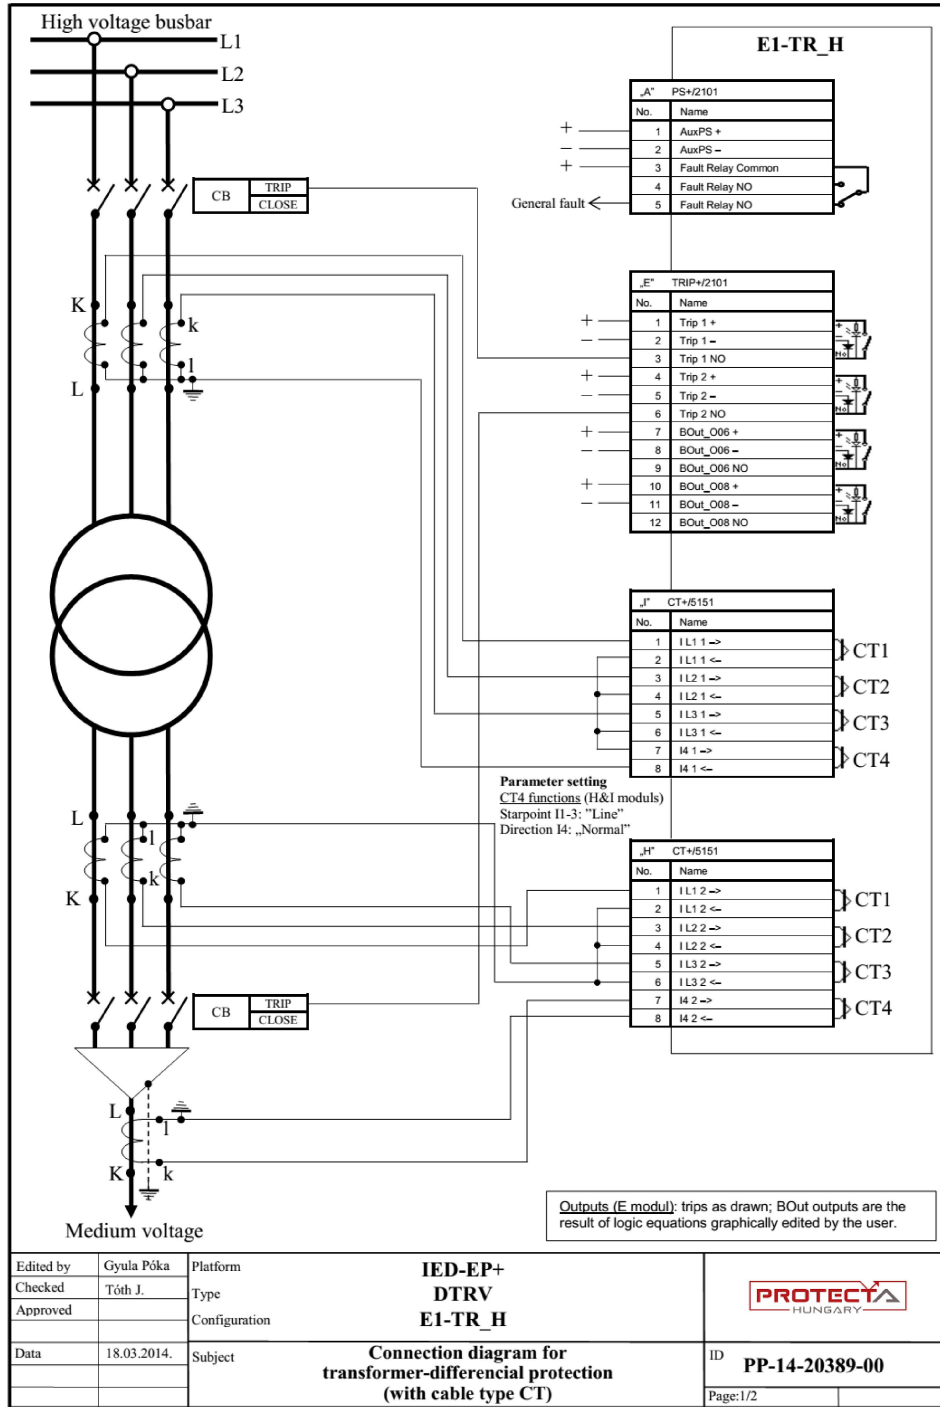 High voltage busbar
L1
L2
L3
E1-TR_H
„A" PS+/2101
No. Name
+ 1 AuxPS +
− 2 AuxPS −
+ 3 Fault Relay Common
4 Fault Relay NO
General fault 5 Fault Relay NO
CB TRIP
CLOSE
„E" TRIP+/2101
No. Name
+ 1 Trip 1 +
− 2 Trip 1 −
3 Trip 1 NO
+ 4 Trip 2 +
− 5 Trip 2 −
6 Trip 2 NO
+ 7 BOut_O06 +
− 8 BOut_O06 −
9 BOut_O06 NO
+ 10 BOut_O08 +
− 11 BOut_O08 −
12 BOut_O08 NO
K
k
l
L
„I" CT+/5151
No. Name
1 I L1 1 −>
2 I L1 1 <−
3 I L2 1 −>
4 I L2 1 <−
5 I L3 1 −>
6 I L3 1 <−
7 I4 1 −>
8 I4 1 <−
CT1
CT2
CT3
CT4
Parameter setting
CT4 functions (H&I moduls)
Starpoint I1-3: "Line"
Direction I4: „Normal"
L
l
k
K
„H" CT+/5151
No. Name
1 I L1 2 −>
2 I L1 2 <−
3 I L2 2 −>
4 I L2 2 <−
5 I L3 2 −>
6 I L3 2 <−
7 I4 2 −>
8 I4 2 <−
CT1
CT2
CT3
CT4
CB TRIP
CLOSE
L
l
K
k
Medium voltage
Outputs (E modul): trips as drawn; BOut outputs are the
result of logic equations graphically edited by the user.
Edited by Gyula Póka
Checked Tóth J.
Approved
Data 18.03.2014.
Platform IED-EP+
Type DTRV
Configuration E1-TR_H
PROTECTA
HUNGARY
Subject Connection diagram for
transformer-differencial protection
(with cable type CT)
ID PP-14-20389-00
Page:1/2